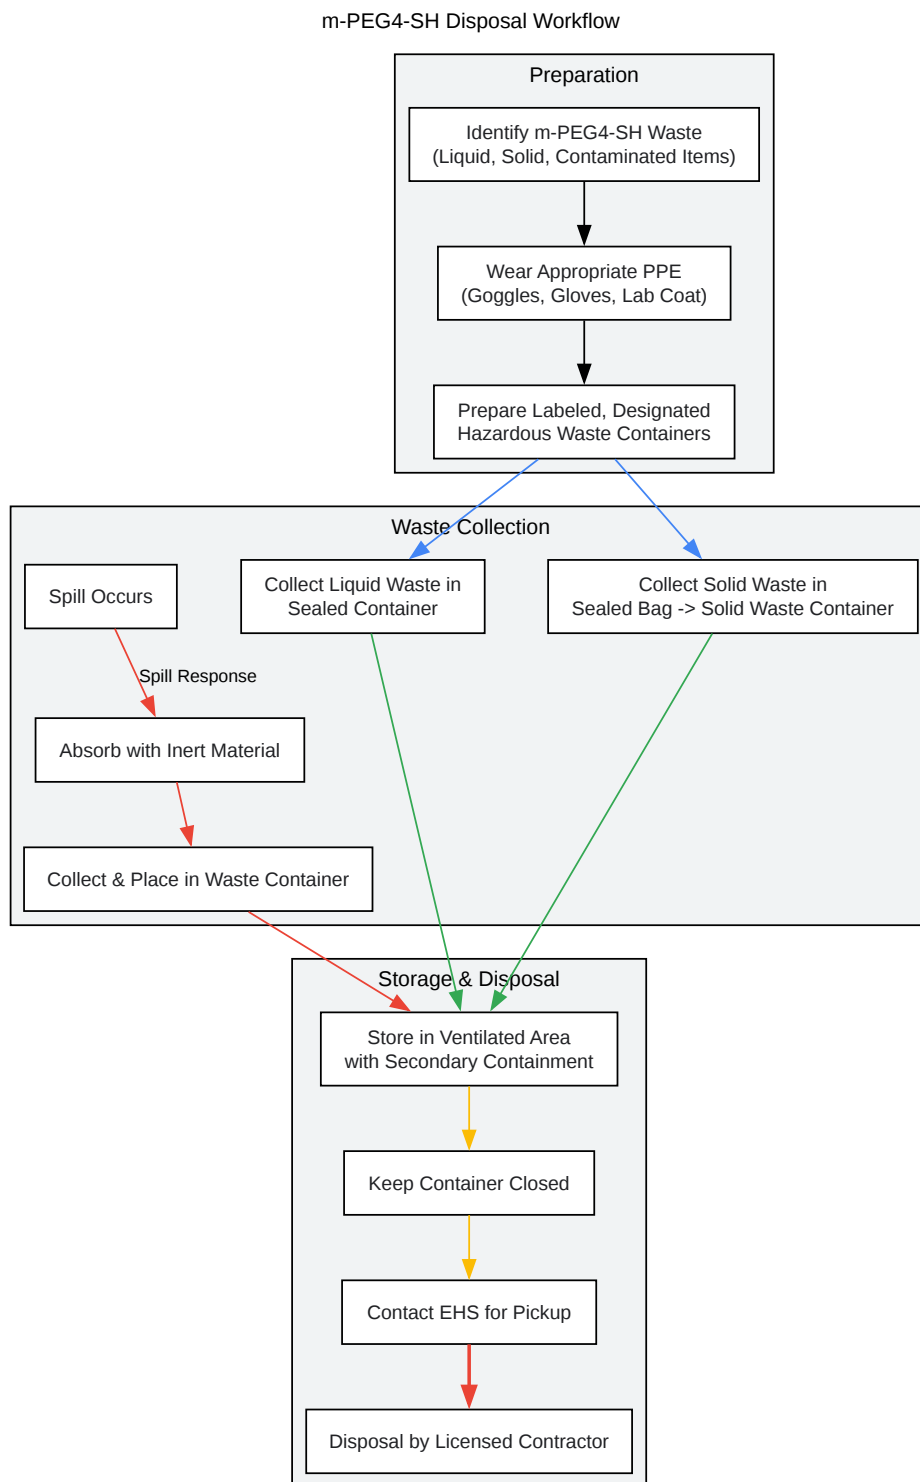 m-PEG4-SH Disposal Workflow
Preparation
Identify m-PEG4-SH Waste
(Liquid, Solid, Contaminated Items)
Wear Appropriate PPE
(Goggles, Gloves, Lab Coat)
Prepare Labeled, Designated
Hazardous Waste Containers
Waste Collection
Spill Occurs
Collect Liquid Waste in
Sealed Container
Collect Solid Waste in
Sealed Bag -> Solid Waste Container
Spill Response
Absorb with Inert Material
Collect & Place in Waste Container
Storage & Disposal
Store in Ventilated Area
with Secondary Containment
Keep Container Closed
Contact EHS for Pickup
Disposal by Licensed Contractor